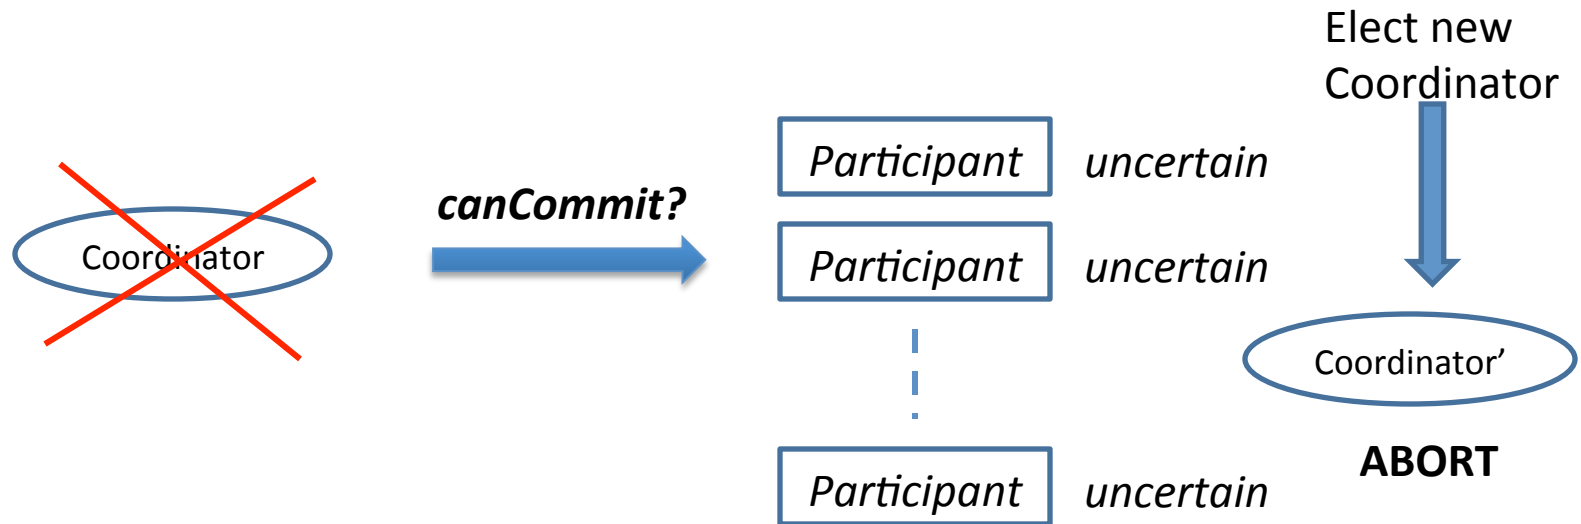 Elect new
Coordinator
Participant uncertain
canCommit?
Coordinator
Participant uncertain
Coordinator’
ABORT
Participant uncertain